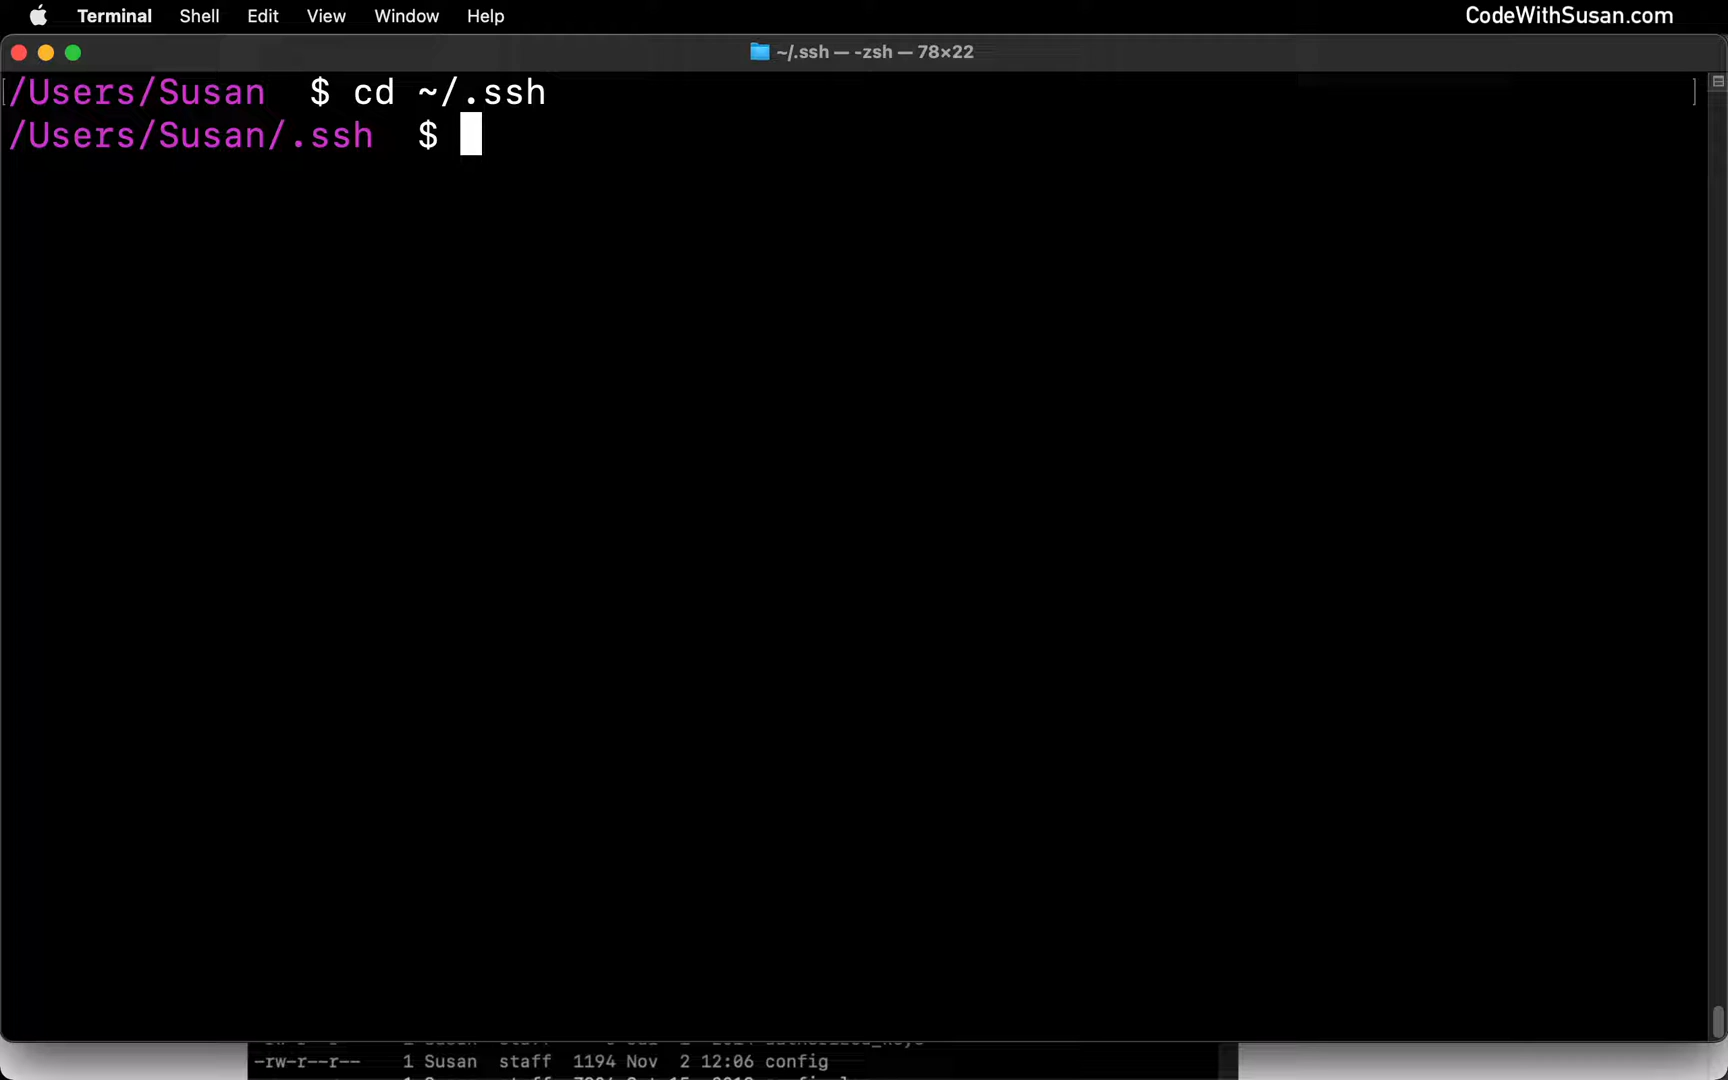 Terminal Shell Edit View Window Help CodeWithSusan.com
~/.ssh — -zsh — 78×22
/Users/Susan $ cd ~/.ssh
/Users/Susan/.ssh $
-rw-r--r-- 1 Susan staff 1194 Nov 2 12:06 config